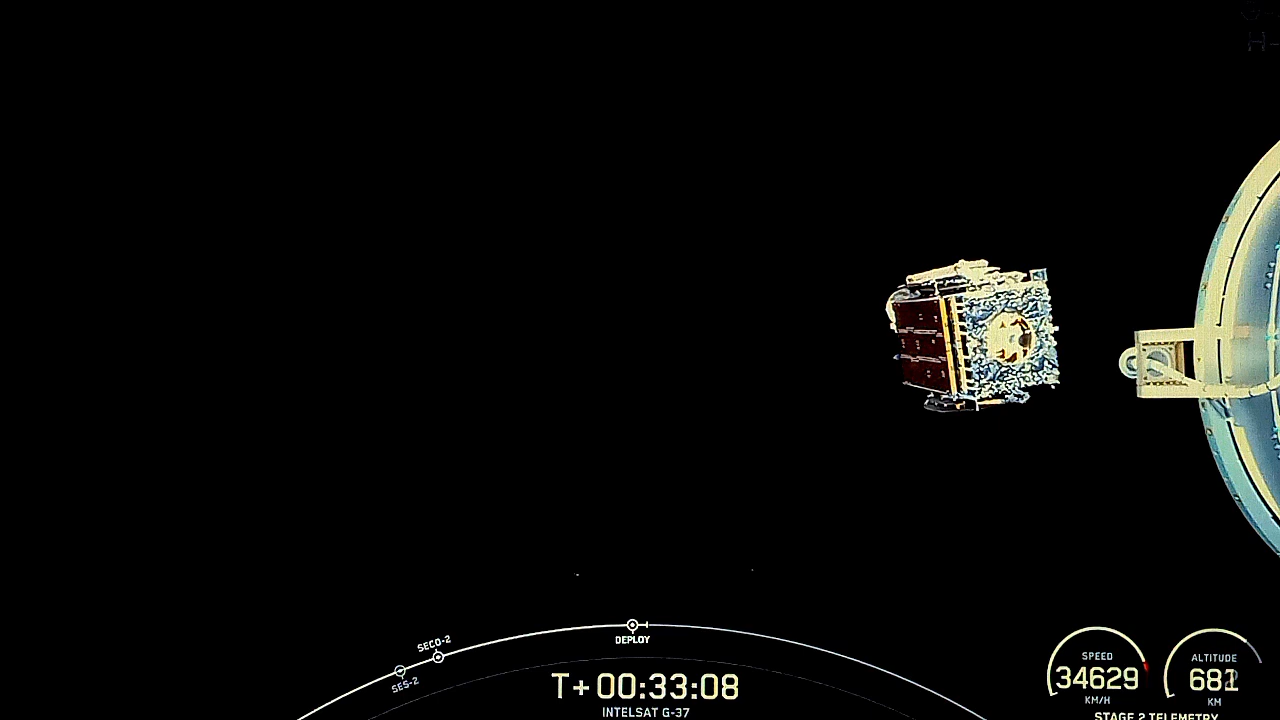 SECO-2
SES-2
DEPLOY
T+00:33:08
INTELSAT G-37
SPEED
34629
KM/H
ALTITUDE
681
KM
STAGE 2 TELEMETRY